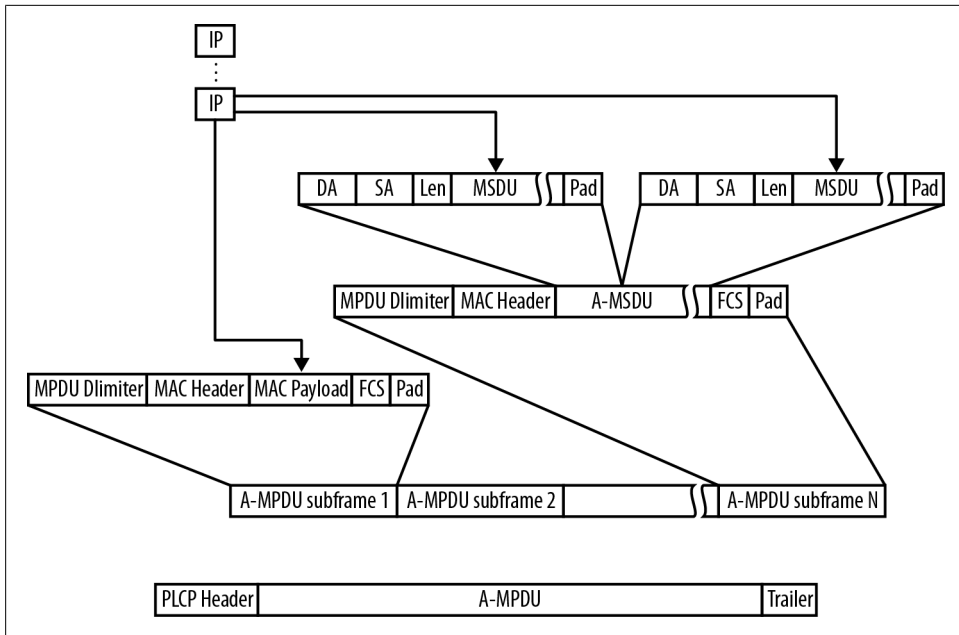 IP
IP
DA SA Len MSDU Pad DA SA Len MSDU Pad
MPDU Dlimiter MAC Header A-MSDU FCS Pad
MPDU Dlimiter MAC Header MAC Payload FCS Pad
A-MPDU subframe 1 A-MPDU subframe 2 A-MPDU subframe N
PLCP Header A-MPDU Trailer